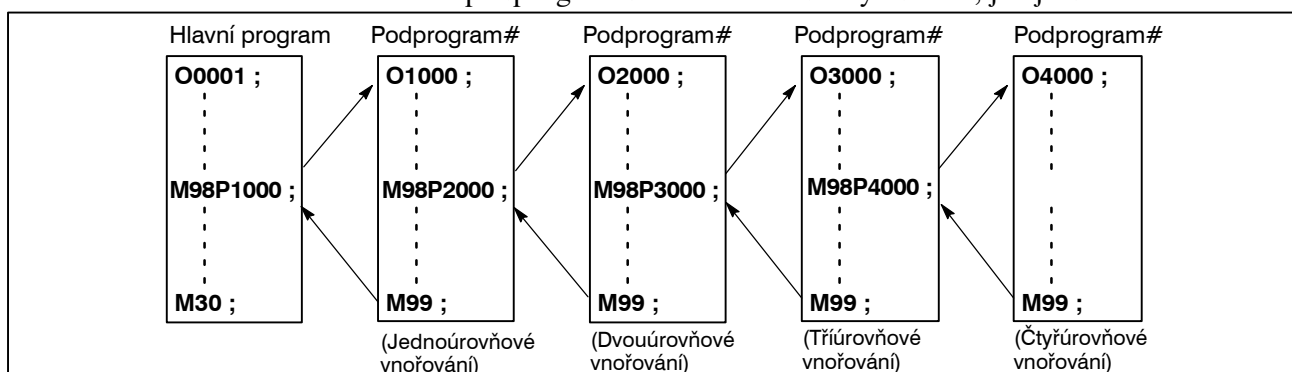 Hlavní program Podprogram# Podprogram# Podprogram# Podprogram#
O0001 ; O1000 ; O2000 ; O3000 ; O4000 ;
M98P1000 ; M98P2000 ; M98P3000 ; M98P4000 ;
M30 ; M99 ; M99 ; M99 ; M99 ;
(Jednoúrovňové (Dvouúrovňové (Tříúrovňové (Čtyřúrovňové
vnořování) vnořování) vnořování) vnořování)